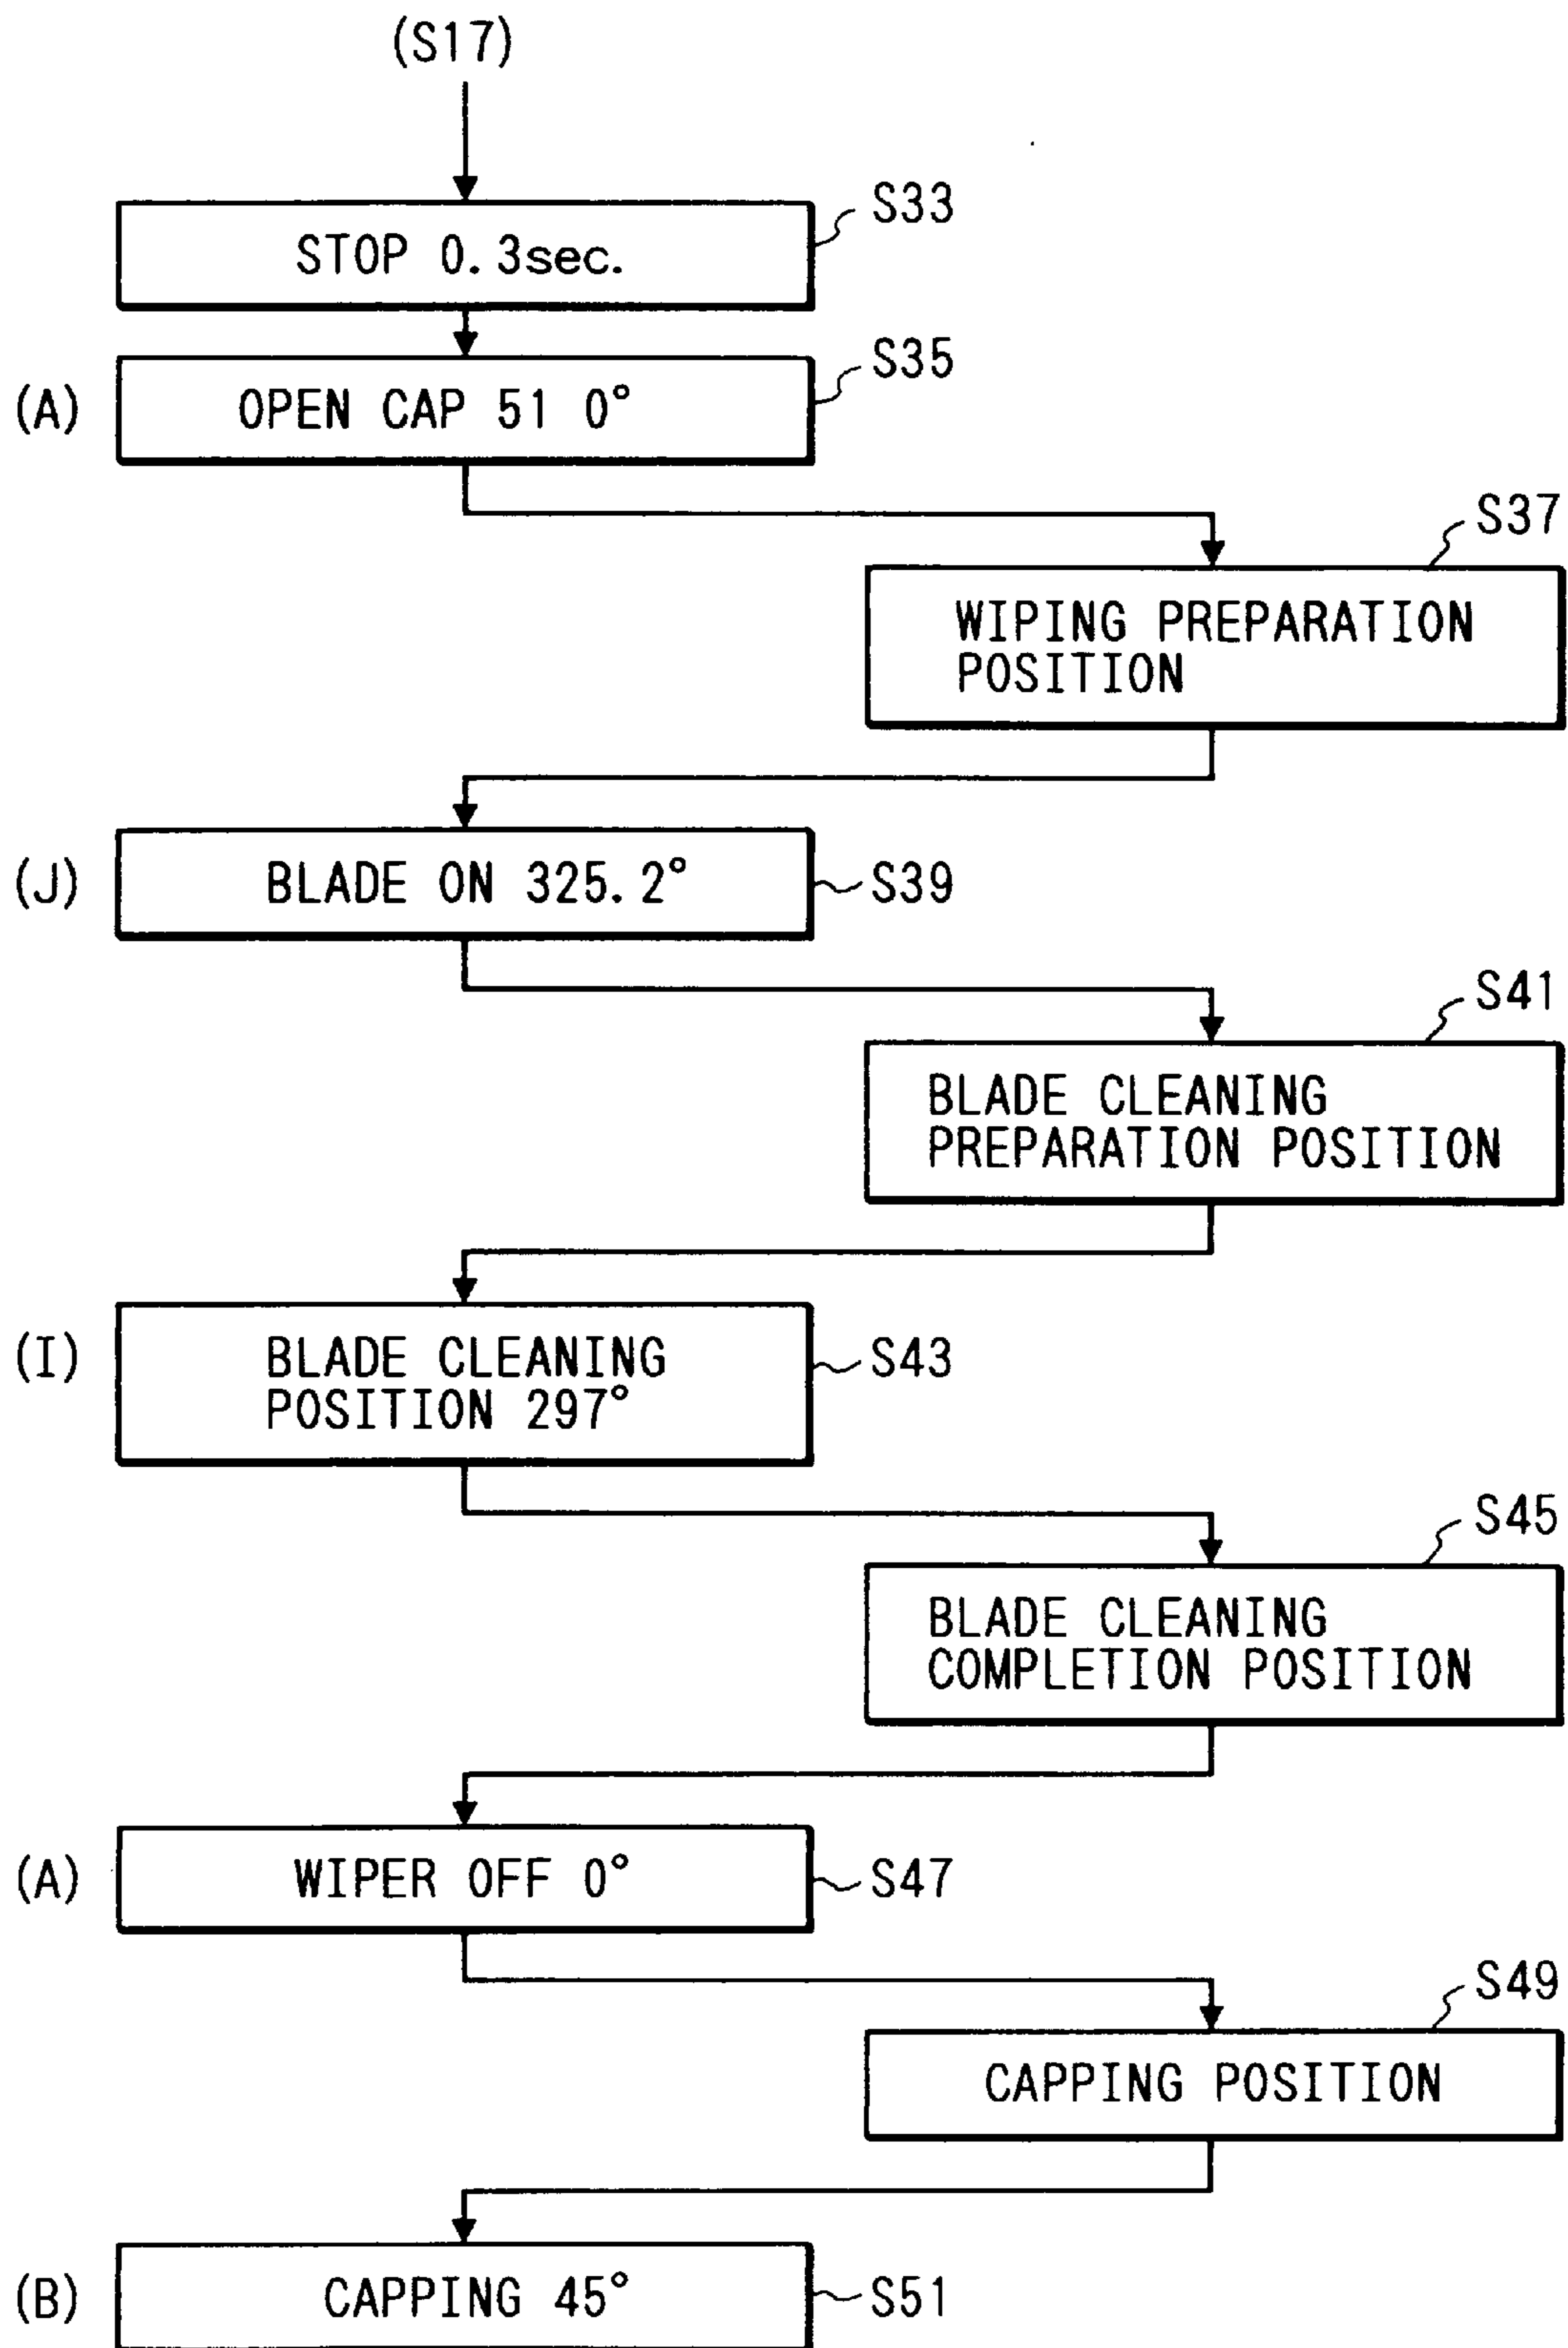 (S17)
S33
STOP 0.3sec.
S35
(A)
OPEN CAP 51 0°
S37
WIPING PREPARATION
POSITION
(J)
BLADE ON 325.2°
S39
S41
BLADE CLEANING
PREPARATION POSITION
(I)
BLADE CLEANING
POSITION 297°
S43
S45
BLADE CLEANING
COMPLETION POSITION
(A)
WIPER OFF 0°
S47
S49
CAPPING POSITION
(B)
CAPPING 45°
S51